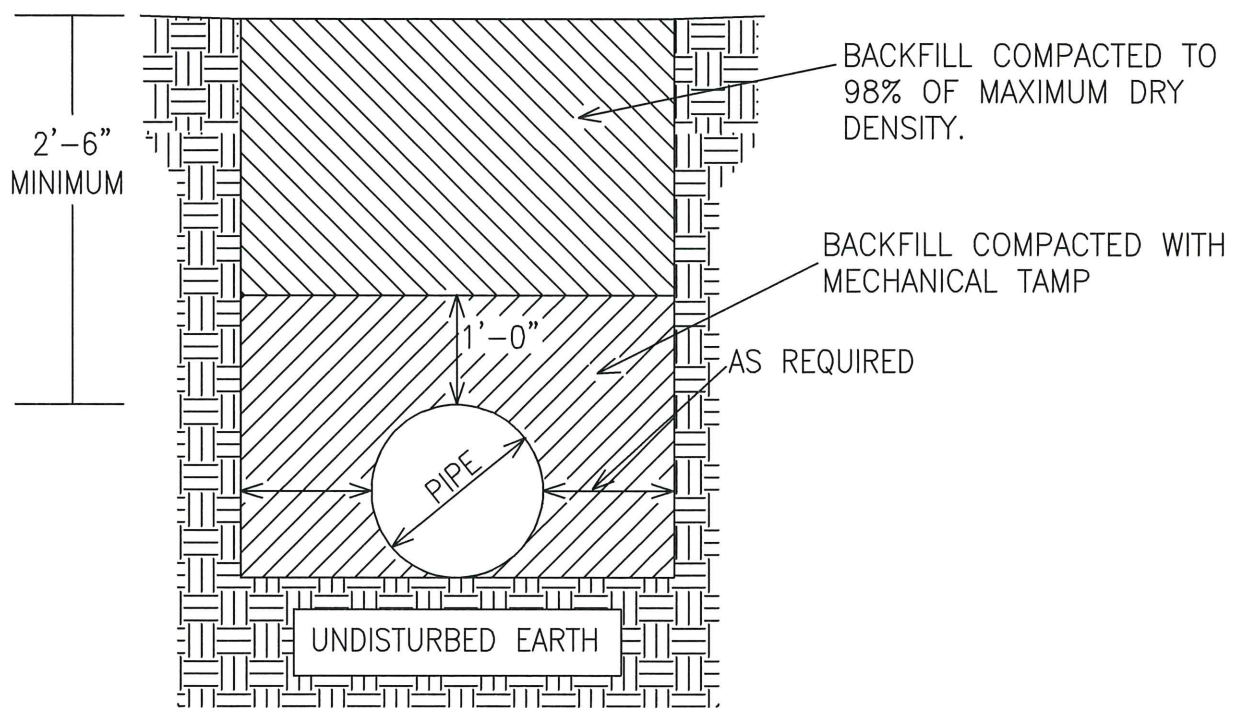 BACKFILL COMPACTED TO
98% OF MAXIMUM DRY
DENSITY.
2'-6"
MINIMUM
BACKFILL COMPACTED WITH
MECHANICAL TAMP
1'-0"
AS REQUIRED
PIPE
UNDISTURBED EARTH